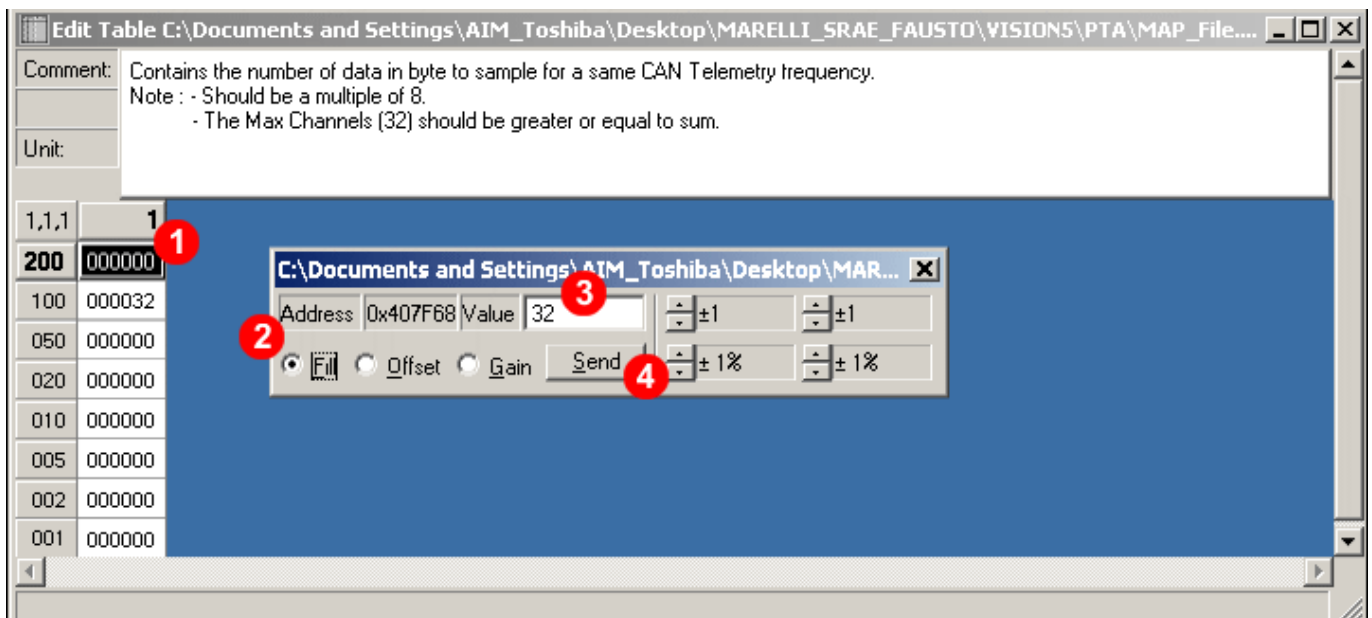 Edit Table C:\Documents and Settings\AIM_Toshiba\Desktop\MARELLI_SRAE_FAUSTO\VISION5\PTA\MAP_File....
Comment: Contains the number of data in byte to sample for a same CAN Telemetry frequency.
Note : - Should be a multiple of 8.
- The Max Channels (32) should be greater or equal to sum.
Unit:
1,1,1 1
1
200 000000
C:\Documents and Settings\AIM_Toshiba\Desktop\MAR...
3
100 000032
Address 0x407F68 Value 32 ±1 ±1
2
050 000000
Fill Offset Gain Send ± 1% ± 1%
4
020 000000
010 000000
005 000000
002 000000
001 000000